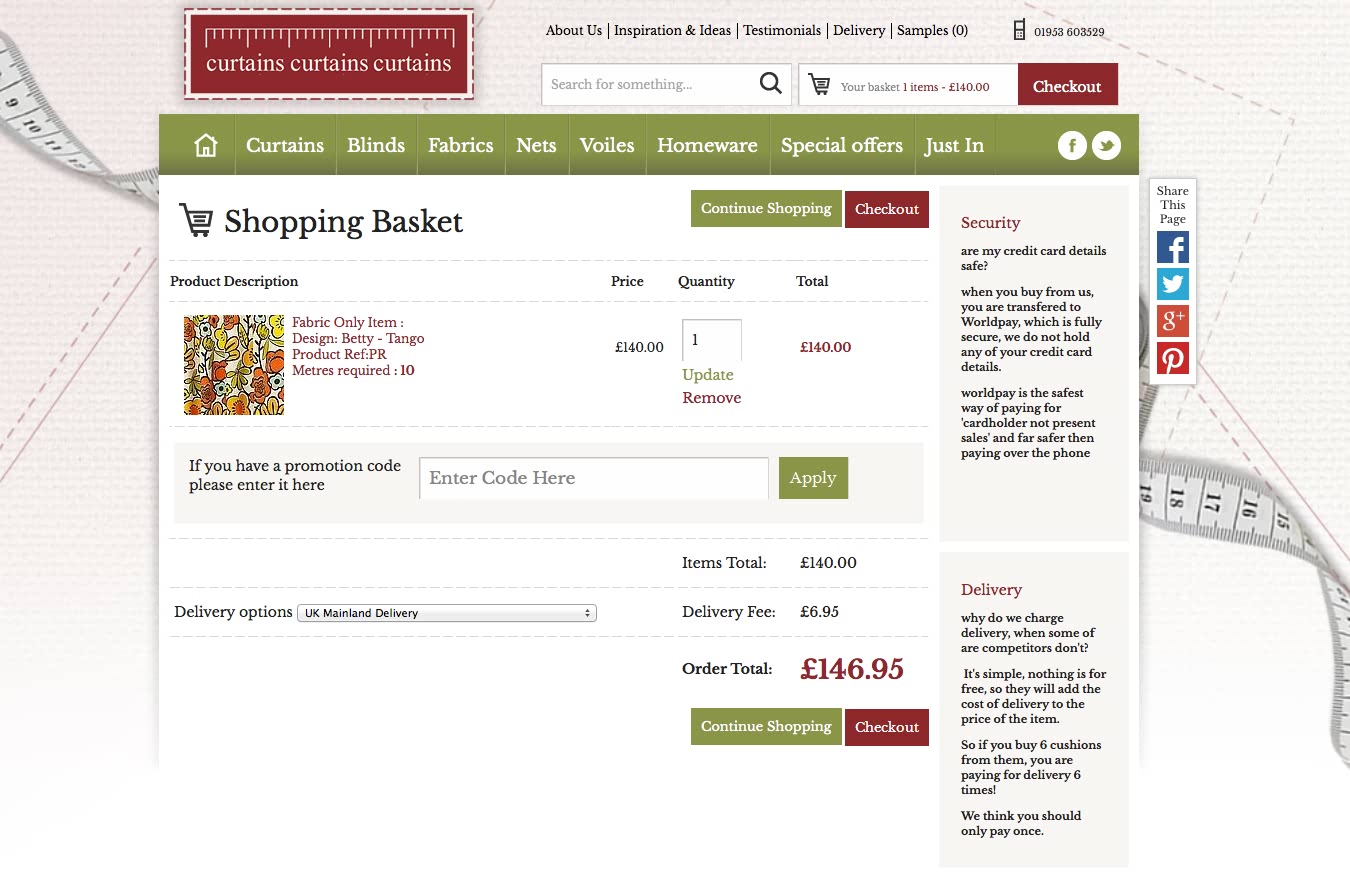 curtains curtains curtains
About Us | Inspiration & Ideas | Testimonials | Delivery | Samples (0)
01953 603529
Search for something...
Your basket 1 items - £140.00
Checkout
Curtains
Blinds
Fabrics
Nets
Voiles
Homeware
Special offers
Just In
Shopping Basket
Continue Shopping
Checkout
Product Description
Price
Quantity
Total
Fabric Only Item :
Design: Betty - Tango
Product Ref:PR
Metres required : 10
£140.00
1
£140.00
Update
Remove
If you have a promotion code
please enter it here
Enter Code Here
Apply
Items Total: £140.00
Delivery options UK Mainland Delivery
Delivery Fee: £6.95
Order Total: £146.95
Continue Shopping
Checkout
Security
are my credit card details
safe?
when you buy from us,
you are transfered to
Worldpay, which is fully
secure, we do not hold
any of your credit card
details.
worldpay is the safest
way of paying for
'cardholder not present
sales' and far safer then
paying over the phone
Delivery
why do we charge
delivery, when some of
are competitors don't?
It's simple, nothing is for
free, so they will add the
cost of delivery to the
price of the item.
So if you buy 6 cushions
from them, you are
paying for delivery 6
times!
We think you should
only pay once.
Share
This
Page
9
10
11
19
18
17
16
15